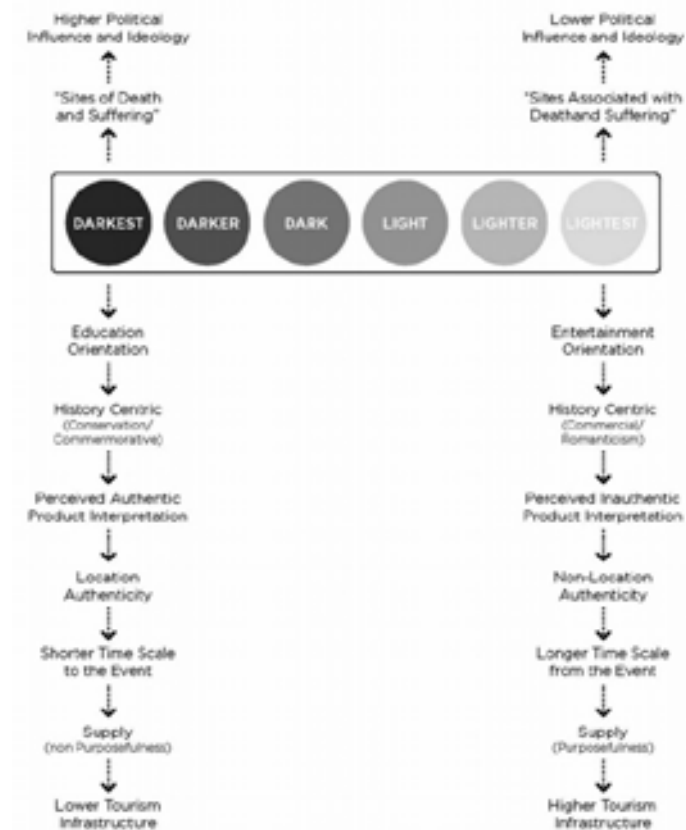 Higher Political
Influence and Ideology
"Sites of Death
and Suffering"
Lower Political
Influence and Ideology
"Sites Associated with
Deathand Suffering"
DARKEST
DARKER
DARK
LIGHT
LIGHTER
LIGHTEST
Education
Orientation
History Centric
(Conservation/
Commermorative)
Perceived Authentic
Product Interpretation
Location
Authenticity
Shorter Time Scale
to the Event
Supply
(non Purposefulness)
Lower Tourism
Infrastructure
Entertainment
Orientation
History Centric
(Commercial/
Romanticism)
Perceived Inauthentic
Product Interpretation
Non-Location
Authenticity
Longer Time Scale
from the Event
Supply
(Purposefulness)
Higher Tourism
Infrastructure